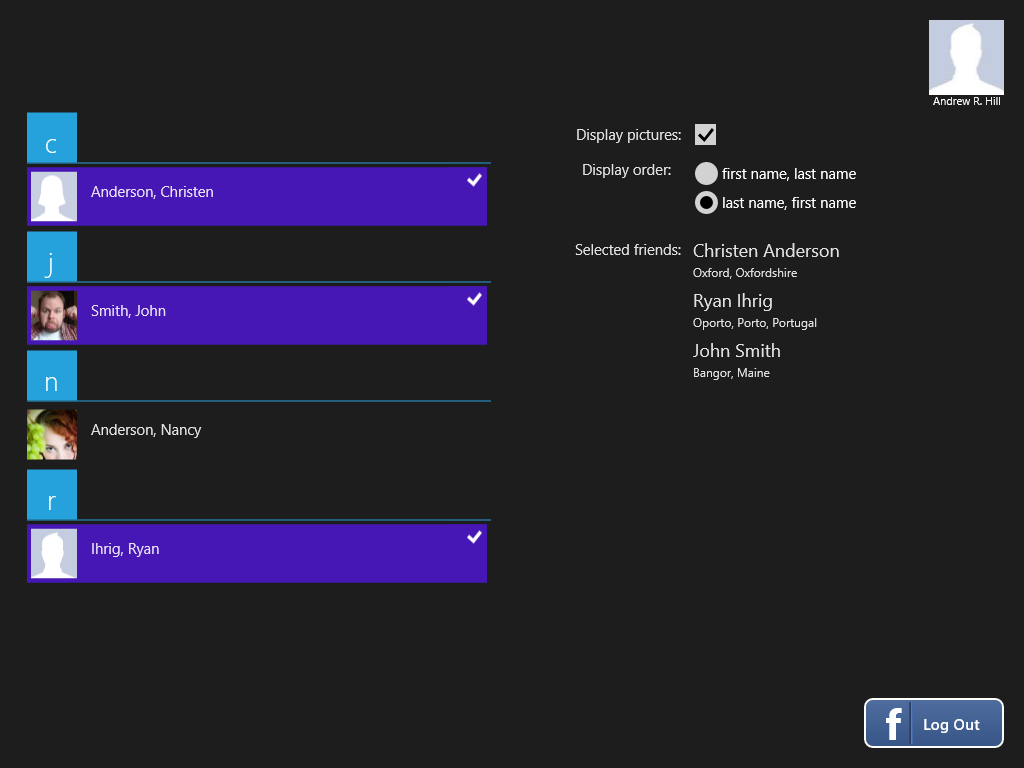 Andrew R. Hill
c
Anderson, Christen
j
Smith, John
n
Anderson, Nancy
r
Ihrig, Ryan
Display pictures:
Display order:
first name, last name
last name, first name
Selected friends:
Christen Anderson
Oxford, Oxfordshire
Ryan Ihrig
Oporto, Porto, Portugal
John Smith
Bangor, Maine
f Log Out